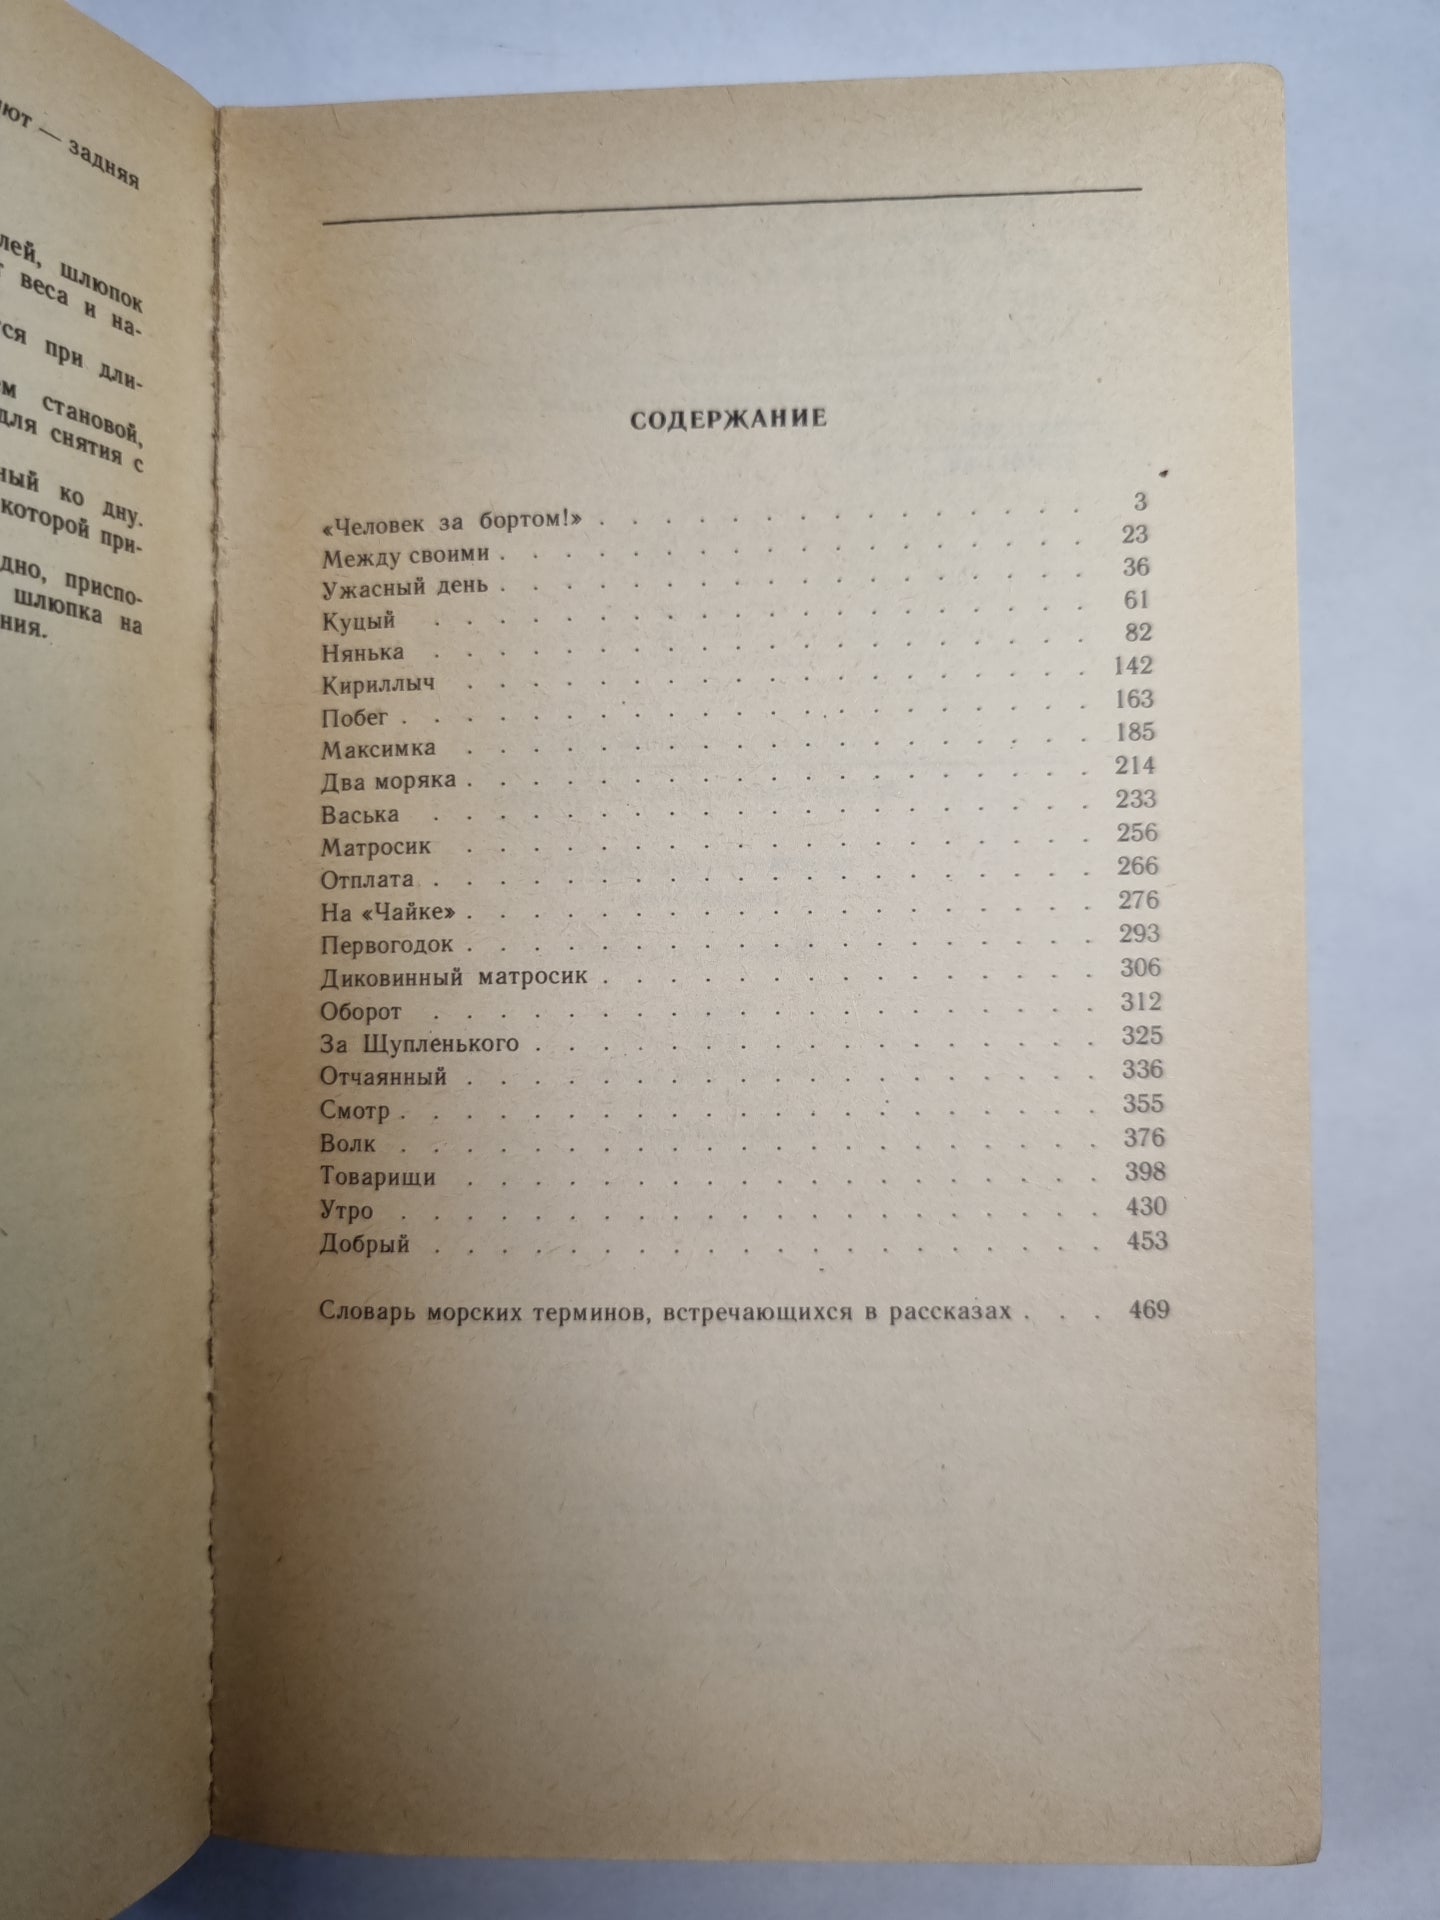 ют — задняя
лей, шлюпок
веса и на-
ся при дли-
м становой,
для снятия с
ный ко дну.
которой при-
дно, приспо-
шлюпка на
ния.
СОДЕРЖАНИЕ
«Человек за бортом!» . . . . . . . . . . . . . . . 3
Между своими . . . . . . . . . . . . . . . . . . 23
Ужасный день . . . . . . . . . . . . . . . . . . 36
Куцый . . . . . . . . . . . . . . . . . . . . 61
Нянька . . . . . . . . . . . . . . . . . . . . 82
Кириллыч . . . . . . . . . . . . . . . . . . . 142
Побег . . . . . . . . . . . . . . . . . . . . . 163
Максимка . . . . . . . . . . . . . . . . . . . 185
Два моряка . . . . . . . . . . . . . . . . . . . 214
Васька . . . . . . . . . . . . . . . . . . . . 233
Матросик . . . . . . . . . . . . . . . . . . . 256
Отплата . . . . . . . . . . . . . . . . . . . . 266
На «Чайке» . . . . . . . . . . . . . . . . . . . 276
Первогодок . . . . . . . . . . . . . . . . . . . 293
Диковинный матросик . . . . . . . . . . . . . . . 306
Оборот . . . . . . . . . . . . . . . . . . . . 312
За Щупленького . . . . . . . . . . . . . . . . . 325
Отчаянный . . . . . . . . . . . . . . . . . . . 336
Смотр . . . . . . . . . . . . . . . . . . . . . 355
Волк . . . . . . . . . . . . . . . . . . . . . 376
Товарищи . . . . . . . . . . . . . . . . . . . 398
Утро . . . . . . . . . . . . . . . . . . . . . 430
Добрый . . . . . . . . . . . . . . . . . . . . 453
Словарь морских терминов, встречающихся в рассказах . . . 469